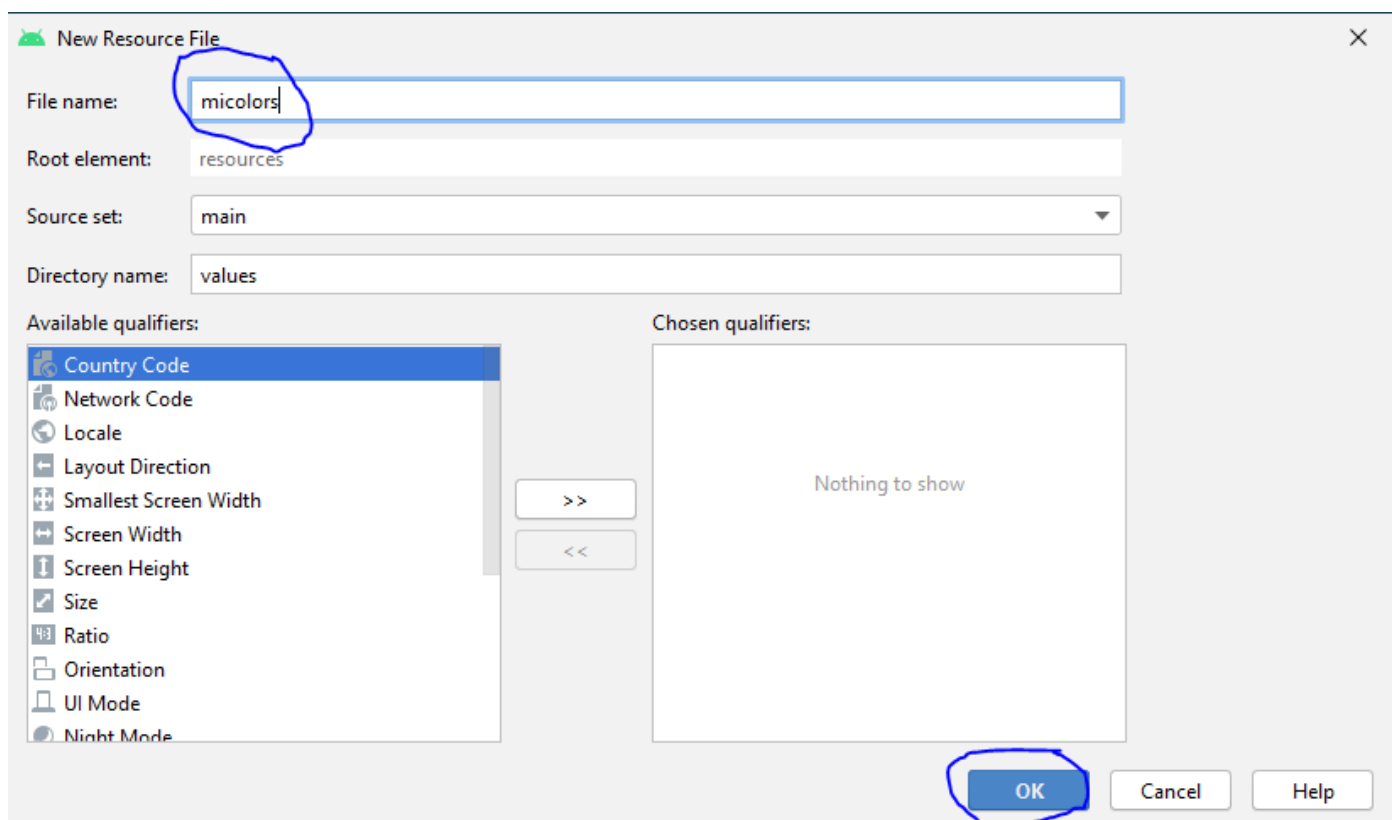 New Resource File
File name: micolors
Root element: resources
Source set: main
Directory name: values
Available qualifiers:
Chosen qualifiers:
Country Code
Network Code
Locale
Layout Direction
Smallest Screen Width
Screen Width
Screen Height
Size
Ratio
Orientation
UI Mode
Night Mode
>>
<<
Nothing to show
OK
Cancel
Help